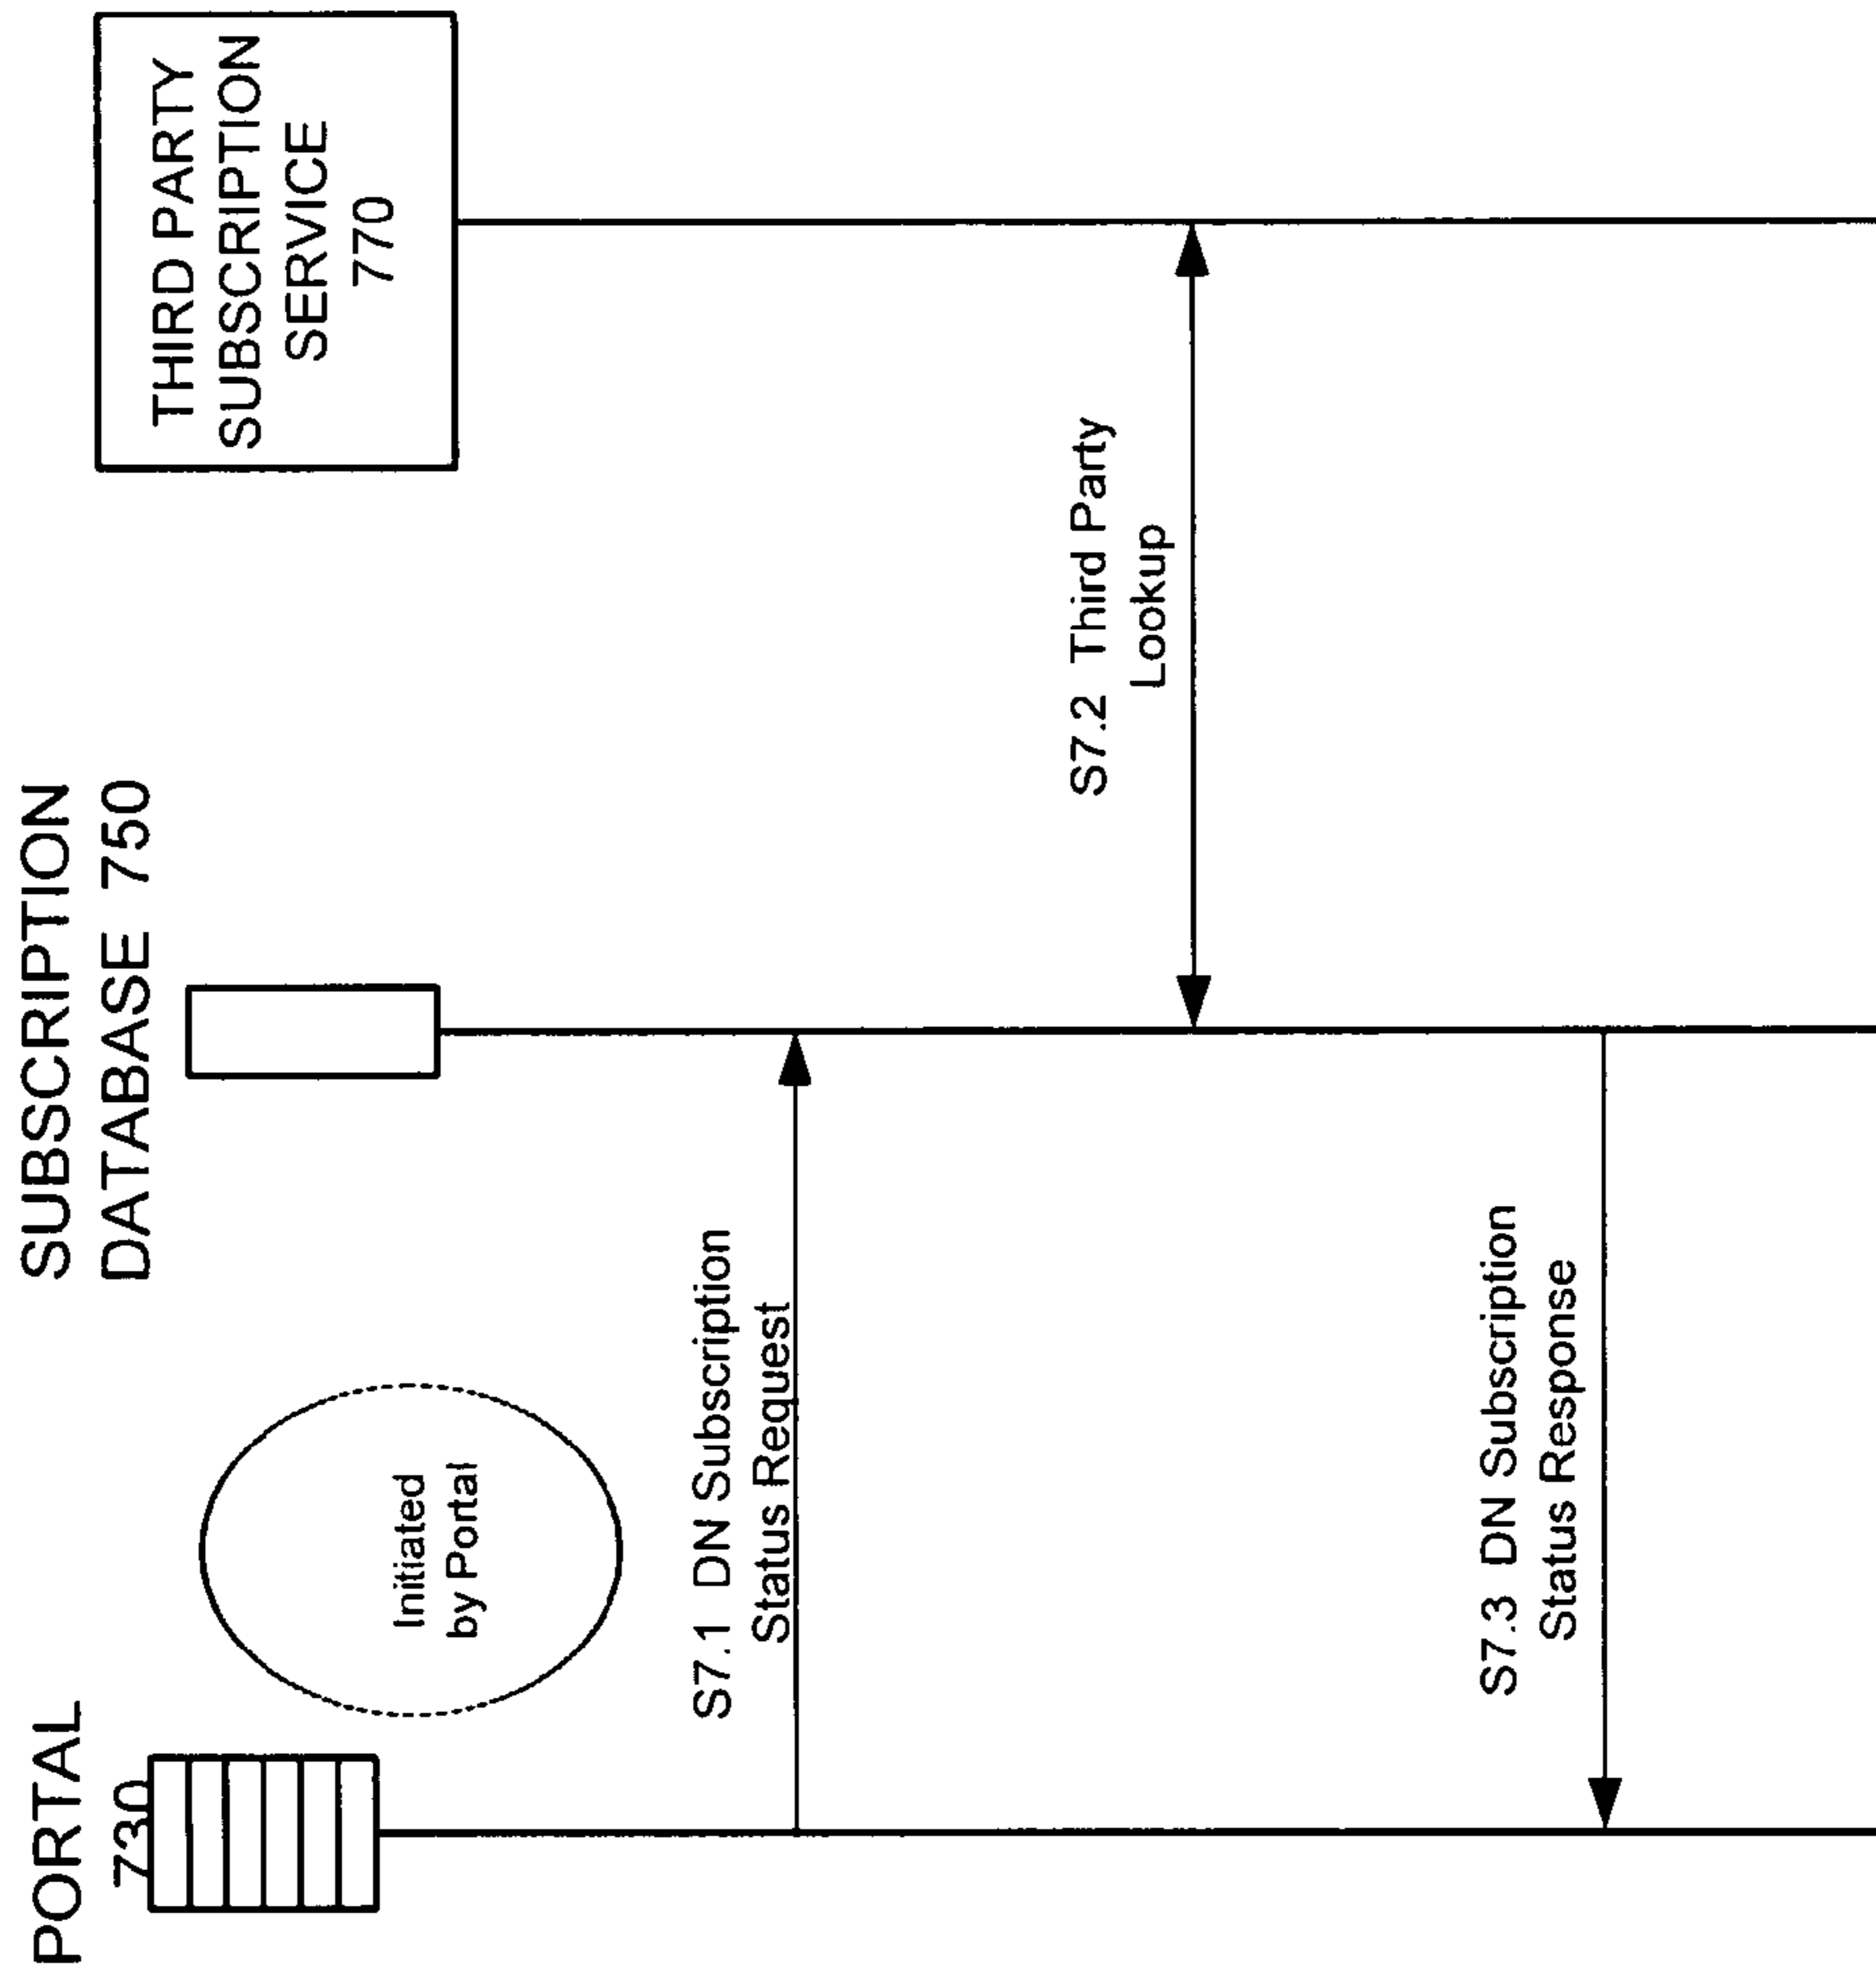 PORTAL
730
SUBSCRIPTION
DATABASE 750
THIRD PARTY
SUBSCRIPTION
SERVICE
770
Initiated
by Portal
S7.1 DN Subscription
Status Request
S7.2 Third Party
Lookup
S7.3 DN Subscription
Status Response